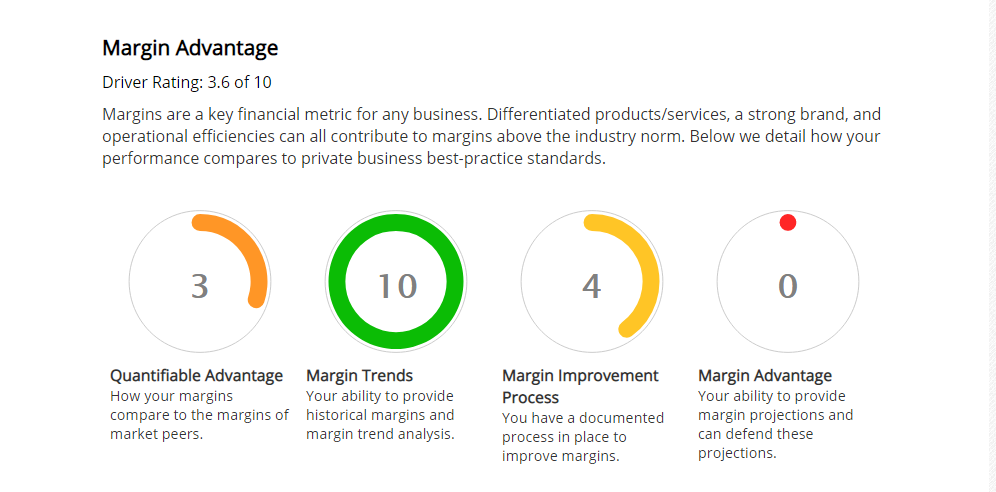 Margin Advantage
Driver Rating: 3.6 of 10
Margins are a key financial metric for any business. Differentiated products/services, a strong brand, and
operational efficiencies can all contribute to margins above the industry norm. Below we detail how your
performance compares to private business best-practice standards.
3
10
4
0
Quantifiable Advantage
How your margins
compare to the margins of
market peers.
Margin Trends
Your ability to provide
historical margins and
margin trend analysis.
Margin Improvement
Process
You have a documented
process in place to
improve margins.
Margin Advantage
Your ability to provide
margin projections and
can defend these
projections.